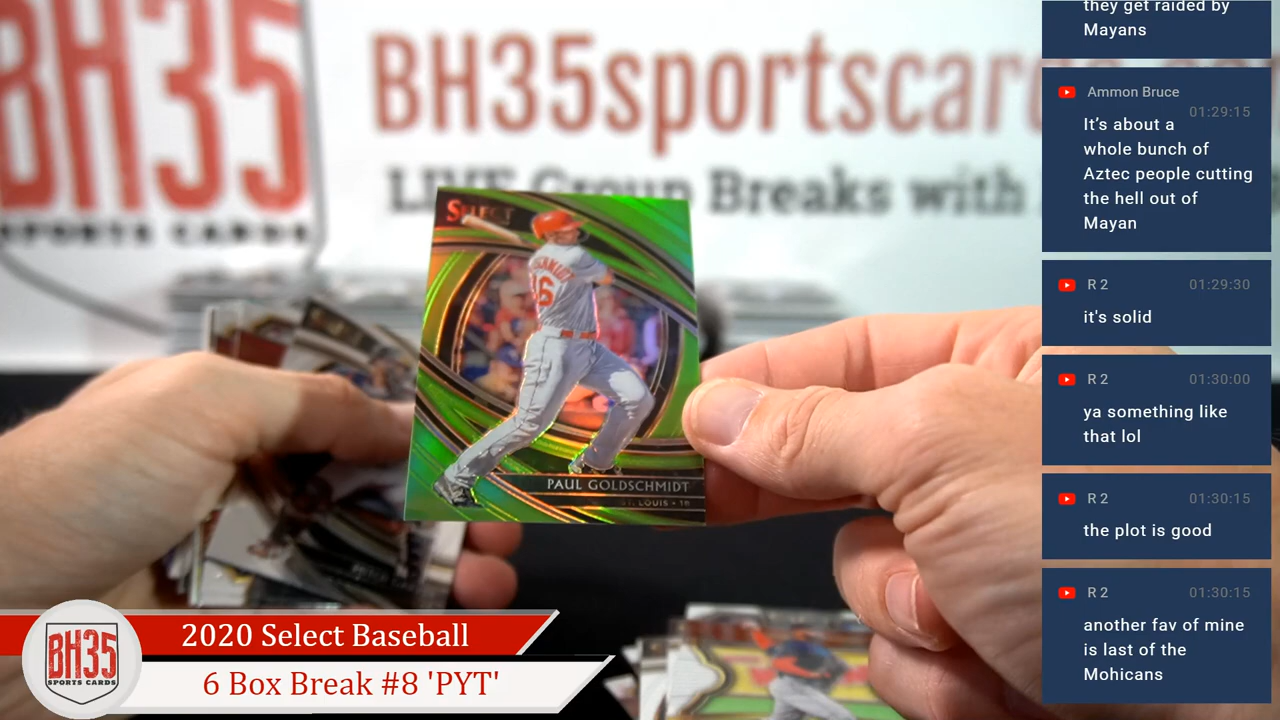 BH35
SPORTS CARDS
BH35sportscar
LIVE Group Breaks with
SELECT
PAUL GOLDSCHMIDT
ST. LOUIS • 1B
BH35
SPORTS CARDS
2020 Select Baseball
6 Box Break #8 'PYT'
they get raided by
Mayans
Ammon Bruce
01:29:15
It’s about a
whole bunch of
Aztec people cutting
the hell out of
Mayan
R 2 01:29:30
it's solid
R 2 01:30:00
ya something like
that lol
R 2 01:30:15
the plot is good
R 2 01:30:15
another fav of mine
is last of the
Mohicans